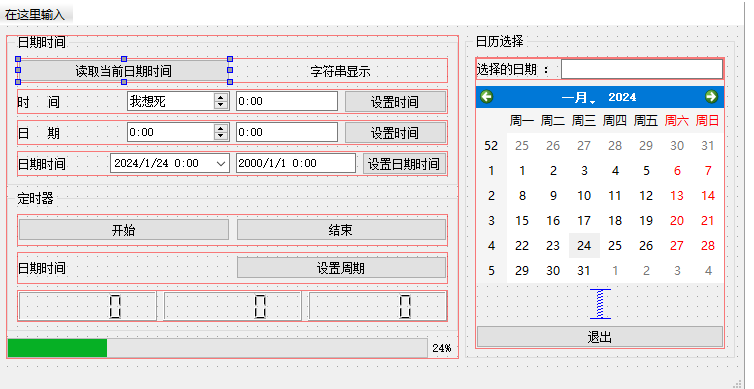 在这里输入
日期时间
读取当前日期时间 字符串显示
时 间 我想死 0:00 设置时间
日 期 0:00 0:00 设置时间
日期时间 2024/1/24 0:00 2000/1/1 0:00 设置日期时间
定时器
开始 结束
日期时间 设置周期
0 0 0
24%
日历选择
选择的日期 ：
一月 2024
周一 周二 周三 周四 周五 周六 周日
52 25 26 27 28 29 30 31
1 1 2 3 4 5 6 7
2 8 9 10 11 12 13 14
3 15 16 17 18 19 20 21
4 22 23 24 25 26 27 28
5 29 30 31 1 2 3 4
退出